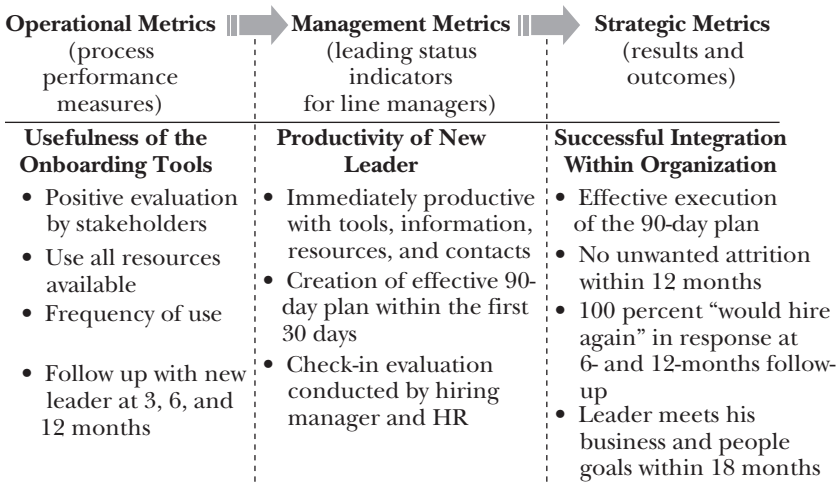 Operational Metrics
(process
performance
measures)
Management Metrics
(leading status
indicators
for line managers)
Strategic Metrics
(results and
outcomes)
Usefulness of the
Onboarding Tools
• Positive evaluation
by stakeholders
• Use all resources
available
• Frequency of use
• Follow up with new
leader at 3, 6, and
12 months
Productivity of New
Leader
• Immediately productive
with tools, information,
resources, and contacts
• Creation of effective 90-
day plan within the first
30 days
• Check-in evaluation
conducted by hiring
manager and HR
Successful Integration
Within Organization
• Effective execution
of the 90-day plan
• No unwanted attrition
within 12 months
• 100 percent “would hire
again” in response at
6- and 12-months follow-
up
• Leader meets his
business and people
goals within 18 months